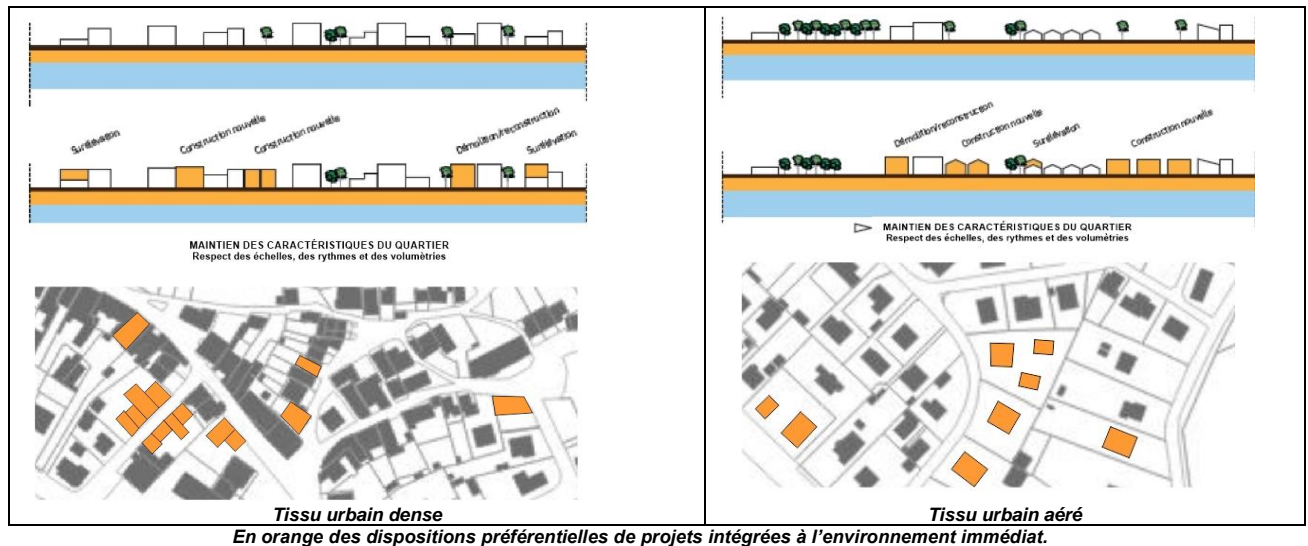 Surélévation
Construction nouvelle
Construction nouvelle
Démolition/reconstruction
Surélévation
MAINTIEN DES CARACTÉRISTIQUES DU QUARTIER
Respect des échelles, des rythmes et des volumètries
Tissu urbain dense
Démolition/reconstruction
Construction nouvelle
Surélévation
Construction nouvelle
MAINTIEN DES CARACTÉRISTIQUES DU QUARTIER
Respect des échelles, des rythmes et des volumètries
Tissu urbain aéré
En orange des dispositions préférentielles de projets intégrées à l'environnement immédiat.